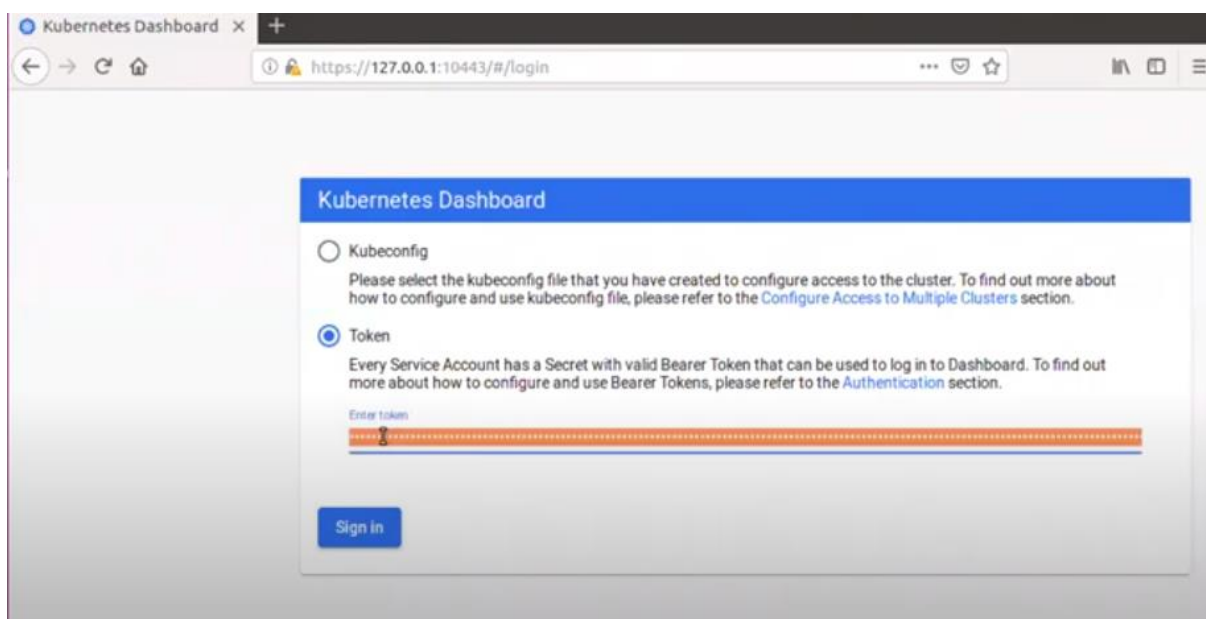 Kubernetes Dashboard
https://127.0.0.1:10443/#/login
Kubernetes Dashboard
Kubeconfig
Please select the kubeconfig file that you have created to configure access to the cluster. To find out more about
how to configure and use kubeconfig file, please refer to the Configure Access to Multiple Clusters section.
Token
Every Service Account has a Secret with valid Bearer Token that can be used to log in to Dashboard. To find out
more about how to configure and use Bearer Tokens, please refer to the Authentication section.
Enter token
Sign in